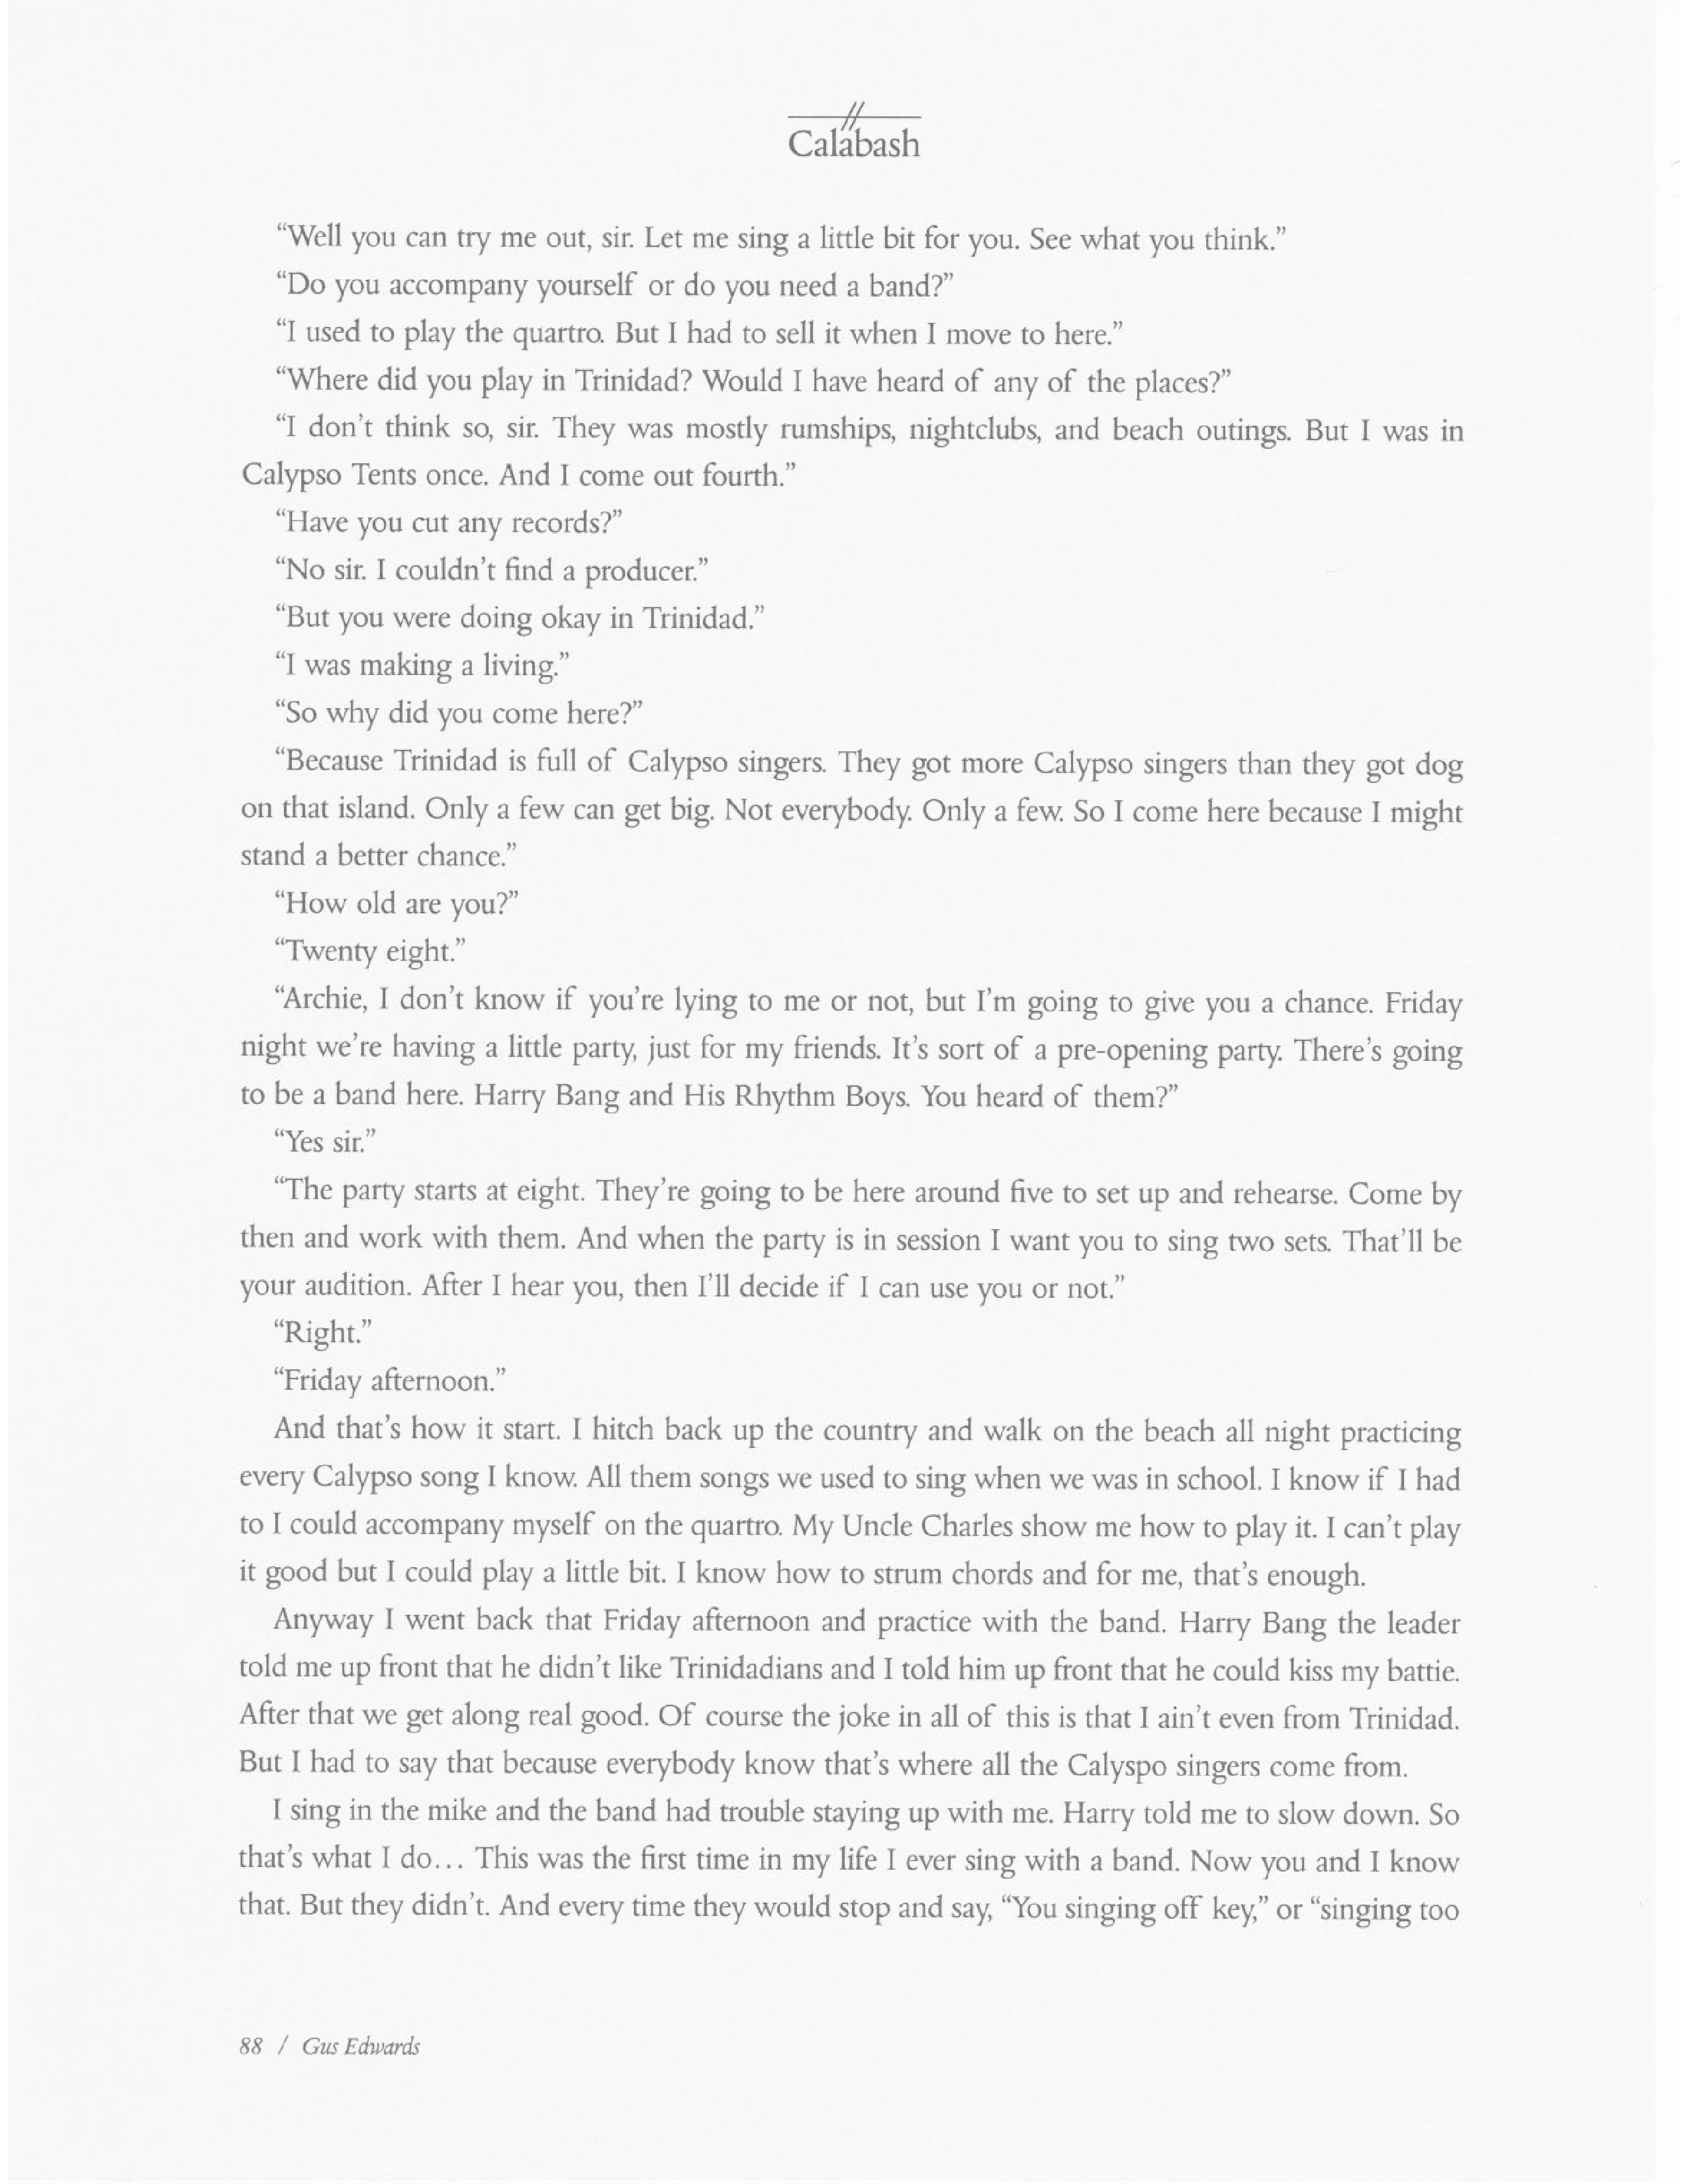 Calabash
“Well you can try me out, sir. Let me sing a little bit for you. See what you think.”
“Do you accompany yourself or do you need a band?”
“I used to play the quartro. But I had to sell it when I move to here.”
“Where did you play in Trinidad? Would I have heard of any of the places?”
“I don’t think so, sir. They was mostly rumships, nightclubs, and beach outings. But I was in
Calypso Tents once. And I come out fourth.”
“Have you cut any records?”
“No sir. I couldn’t find a producer.”
“But you were doing okay in Trinidad.”
“I was making a living.”
“So why did you come here?”
“Because Trinidad is full of Calypso singers. They got more Calypso singers than they got dog
on that island. Only a few can get big. Not everybody. Only a few. So I come here because I might
stand a better chance.”
“How old are you?”
“Twenty eight.”
“Archie, I don’t know if you’re lying to me or not, but I’m going to give you a chance. Friday
night we’re having a little party, just for my friends. It’s sort of a pre-opening party. There’s going
to be a band here. Harry Bang and His Rhythm Boys. You heard of them?”
“Yes sir.”
“The party starts at eight. They’re going to be here around five to set up and rehearse. Come by
then and work with them. And when the party is in session I want you to sing two sets. That’ll be
your audition. After I hear you, then I’ll decide if I can use you or not.”
“Right.”
“Friday afternoon.”
And that’s how it start. I hitch back up the country and walk on the beach all night practicing
every Calypso song I know. All them songs we used to sing when we was in school. I know if I had
to I could accompany myself on the quartro. My Uncle Charles show me how to play it. I can’t play
it good but I could play a little bit. I know how to strum chords and for me, that’s enough.
Anyway I went back that Friday afternoon and practice with the band. Harry Bang the leader
told me up front that he didn’t like Trinidadians and I told him up front that he could kiss my battie.
After that we get along real good. Of course the joke in all of this is that I ain’t even from Trinidad.
But I had to say that because everybody know that’s where all the Calyspo singers come from.
I sing in the mike and the band had trouble staying up with me. Harry told me to slow down. So
that’s what I do… This was the first time in my life I ever sing with a band. Now you and I know
that. But they didn’t. And every time they would stop and say, “You singing off key,” or “singing too
88 / Gus Edwards